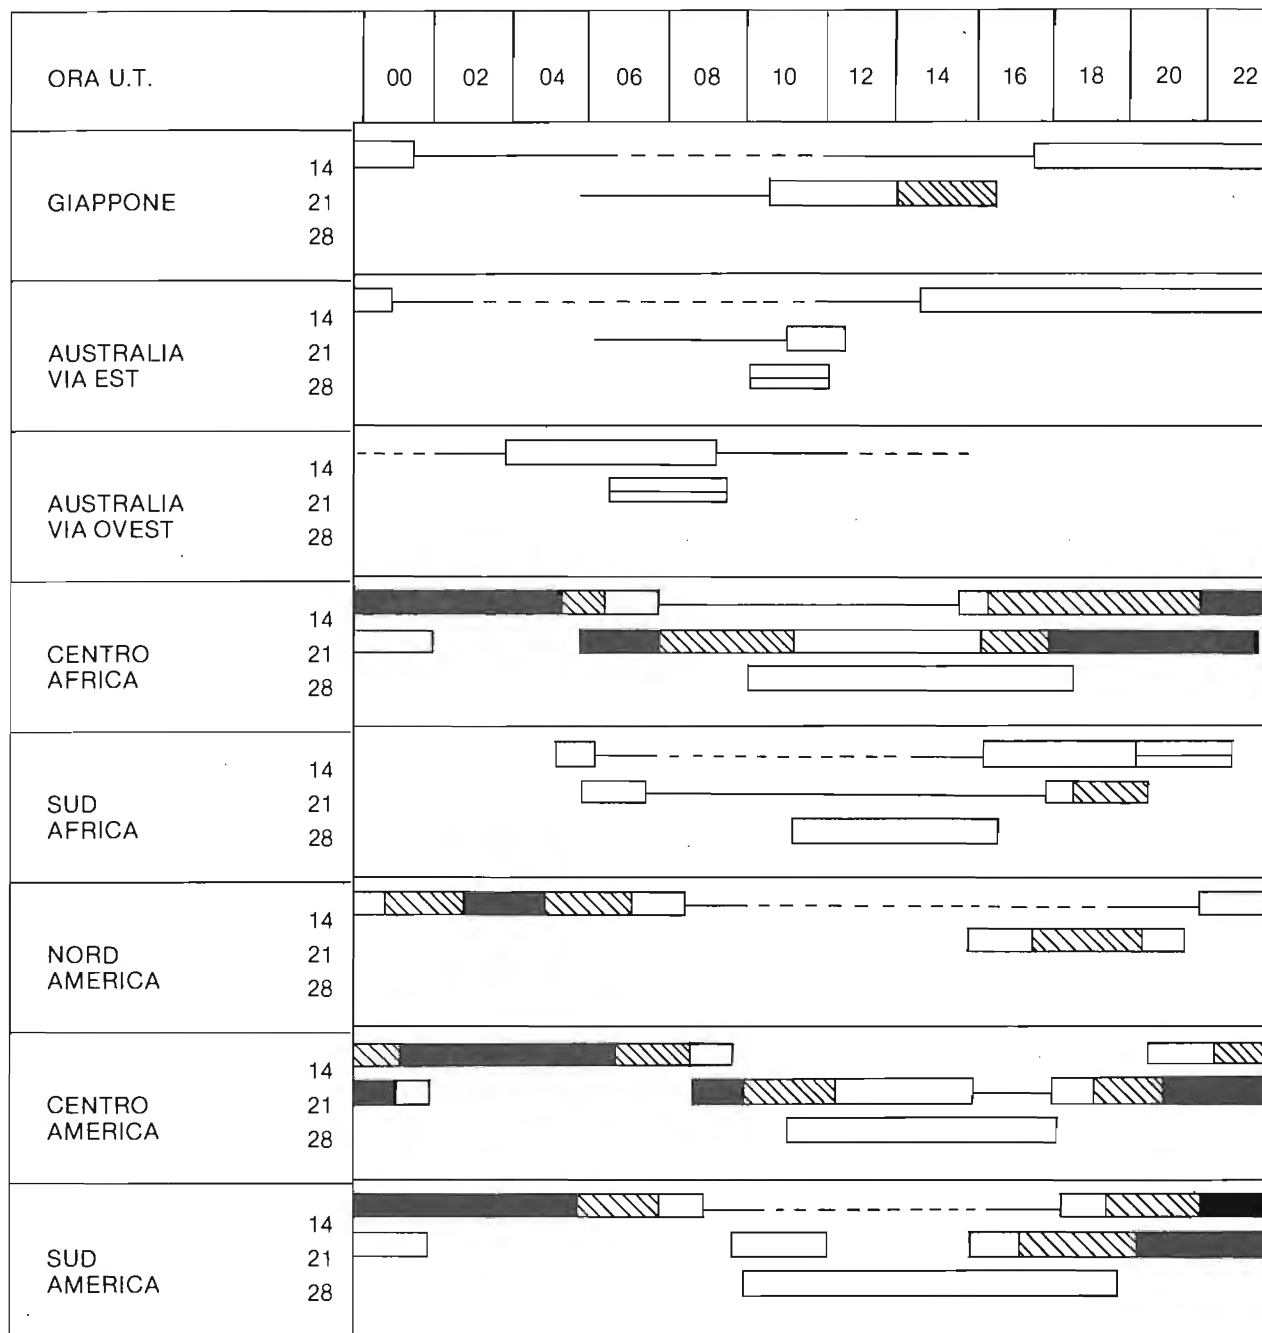 ORA U.T. 00 02 04 06 08 10 12 14 16 18 20 22
14
GIAPPONE 21
28
14
AUSTRALIA 21
VIA EST 28
14
AUSTRALIA 21
VIA OVEST 28
14
CENTRO 21
AFRICA 28
14
SUD 21
AFRICA 28
14
NORD 21
AMERICA 28
14
CENTRO 21
AMERICA 28
14
SUD 21
AMERICA 28